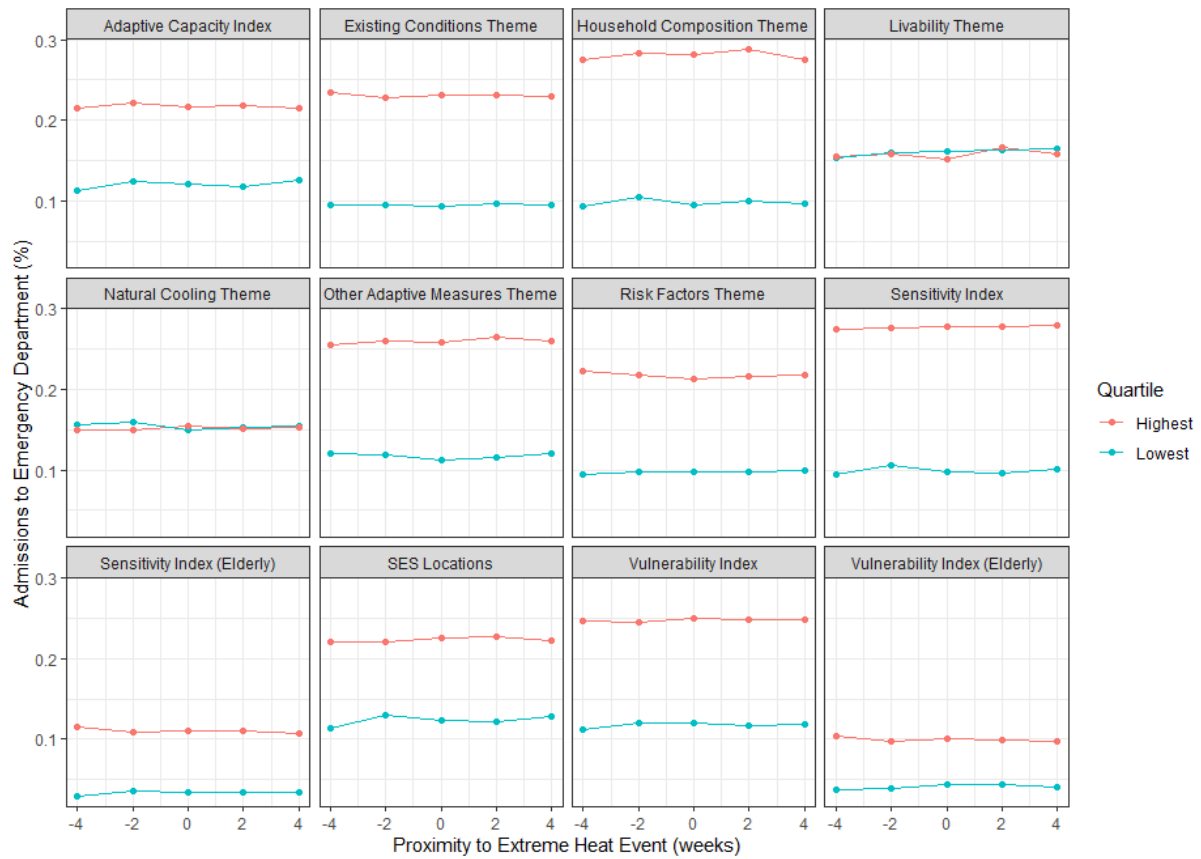 Adaptive Capacity Index
Existing Conditions Theme
Household Composition Theme
Livability Theme
0.3
0.2
0.1
Natural Cooling Theme
Other Adaptive Measures Theme
Risk Factors Theme
Sensitivity Index
0.3
0.2
0.1
Sensitivity Index (Elderly)
SES Locations
Vulnerability Index
Vulnerability Index (Elderly)
0.3
0.2
0.1
-4 -2 0 2 4
-4 -2 0 2 4
-4 -2 0 2 4
-4 -2 0 2 4
Proximity to Extreme Heat Event (weeks)
Admissions to Emergency Department (%)
Quartile
Highest
Lowest